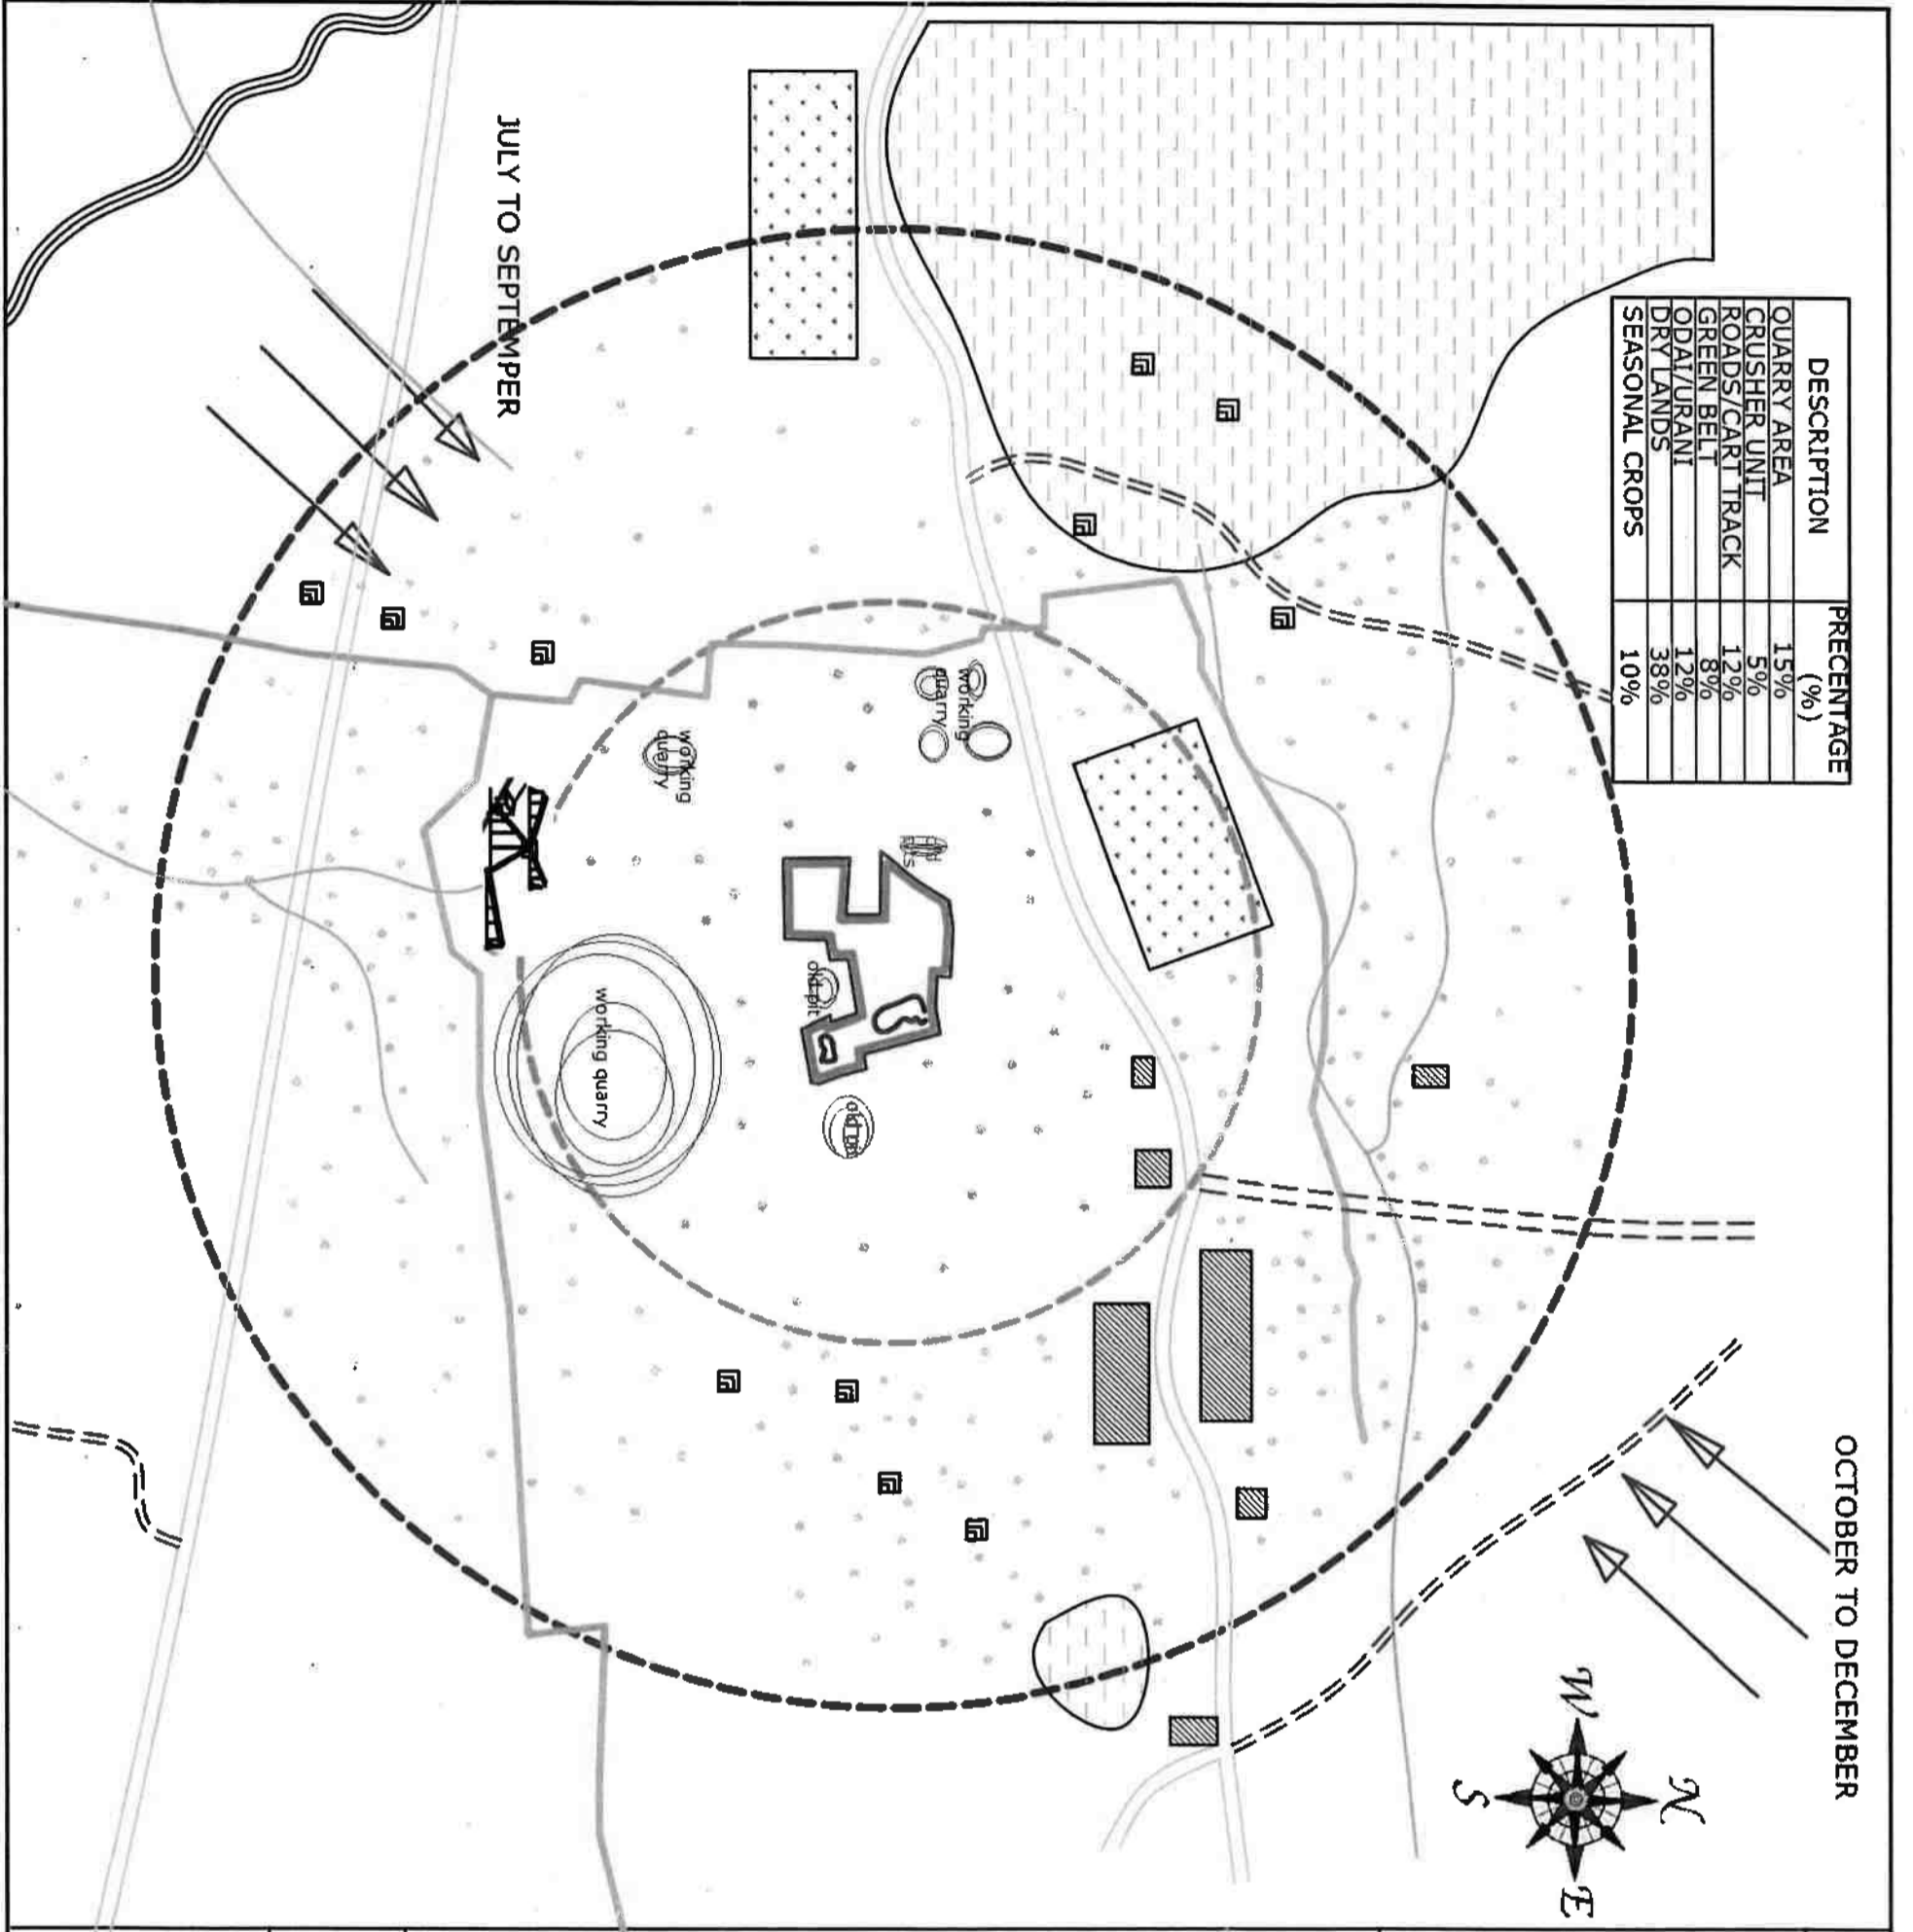 DESCRIPTION PRECENTAGE (%)
QUARRY AREA 15%
CRUSHER UNIT 5%
ROADS/CART TRACK 12%
GREEN BELT 8%
ODAI/URANI 12%
DRY LANDS 38%
SEASONAL CROPS 10%
OCTOBER TO DECEMBER
N
W
E
S
working
quarry
working
quarry
old pit
old pit
working quarry
JULY TO SEPTEMPER